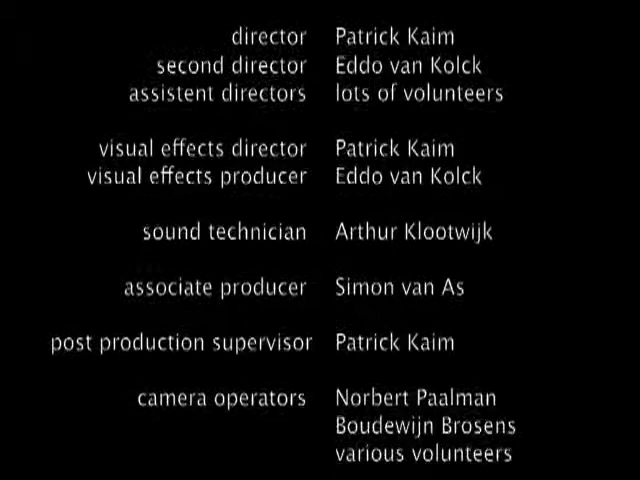 director Patrick Kaim
second director Eddo van Kolck
assistent directors lots of volunteers
visual effects director Patrick Kaim
visual effects producer Eddo van Kolck
sound technician Arthur Klootwijk
associate producer Simon van As
post production supervisor Patrick Kaim
camera operators Norbert Paalman
Boudewijn Brosens
various volunteers